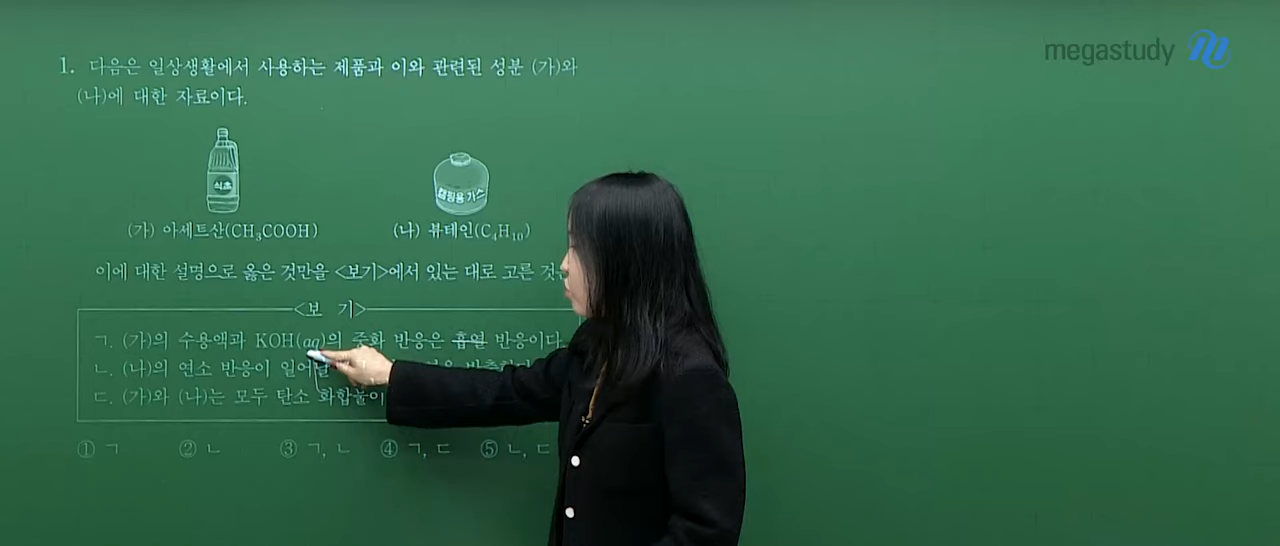 megastudy
1. 다음은 일상생활에서 사용하는 제품과 이와 관련된 성분 (가)와
(나)에 대한 자료이다.
식초
캠핑용 가스
(가) 아세트산(CH₃COOH)
(나) 뷰테인(C₄H₁₀)
이에 대한 설명으로 옳은 것만을 <보기>에서 있는 대로 고른 것은
<보 기>
ㄱ. (가)의 수용액과 KOH(aq)의 중화 반응은 흡열 반응이다.
ㄴ. (나)의 연소 반응이 일어날
ㄷ. (가)와 (나)는 모두 탄소 화합물이
① ㄱ ② ㄴ ③ ㄱ, ㄴ ④ ㄱ, ㄷ ⑤ ㄴ, ㄷ